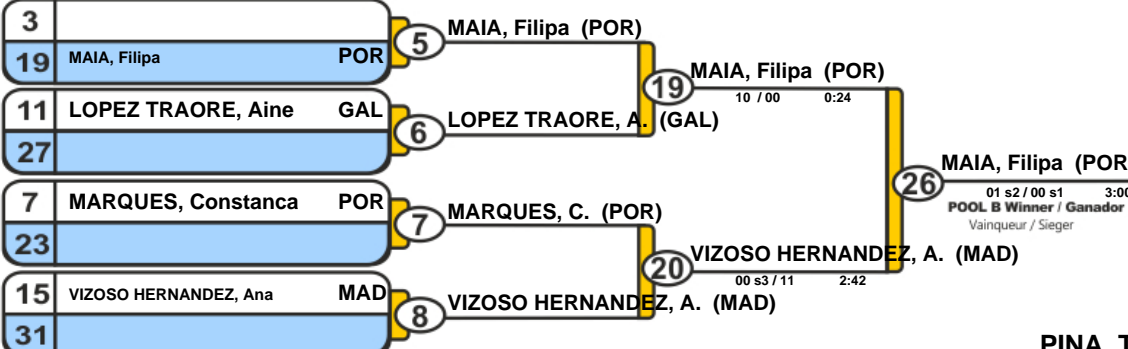 3
19 MAIA, Filipa POR
5
MAIA, Filipa (POR)
11 LOPEZ TRAORE, Aine GAL
27
6
LOPEZ TRAORE, A. (GAL)
19
MAIA, Filipa (POR)
10 / 00 0:24
7 MARQUES, Constanca POR
23
7
MARQUES, C. (POR)
15 VIZOSO HERNANDEZ, Ana MAD
31
8
VIZOSO HERNANDEZ, A. (MAD)
20
VIZOSO HERNANDEZ, A. (MAD)
00 s3 / 11 2:42
26
MAIA, Filipa (POR
01 s2 / 00 s1 3:00
POOL B Winner / Ganador
Vainqueur / Sieger
PINA, T